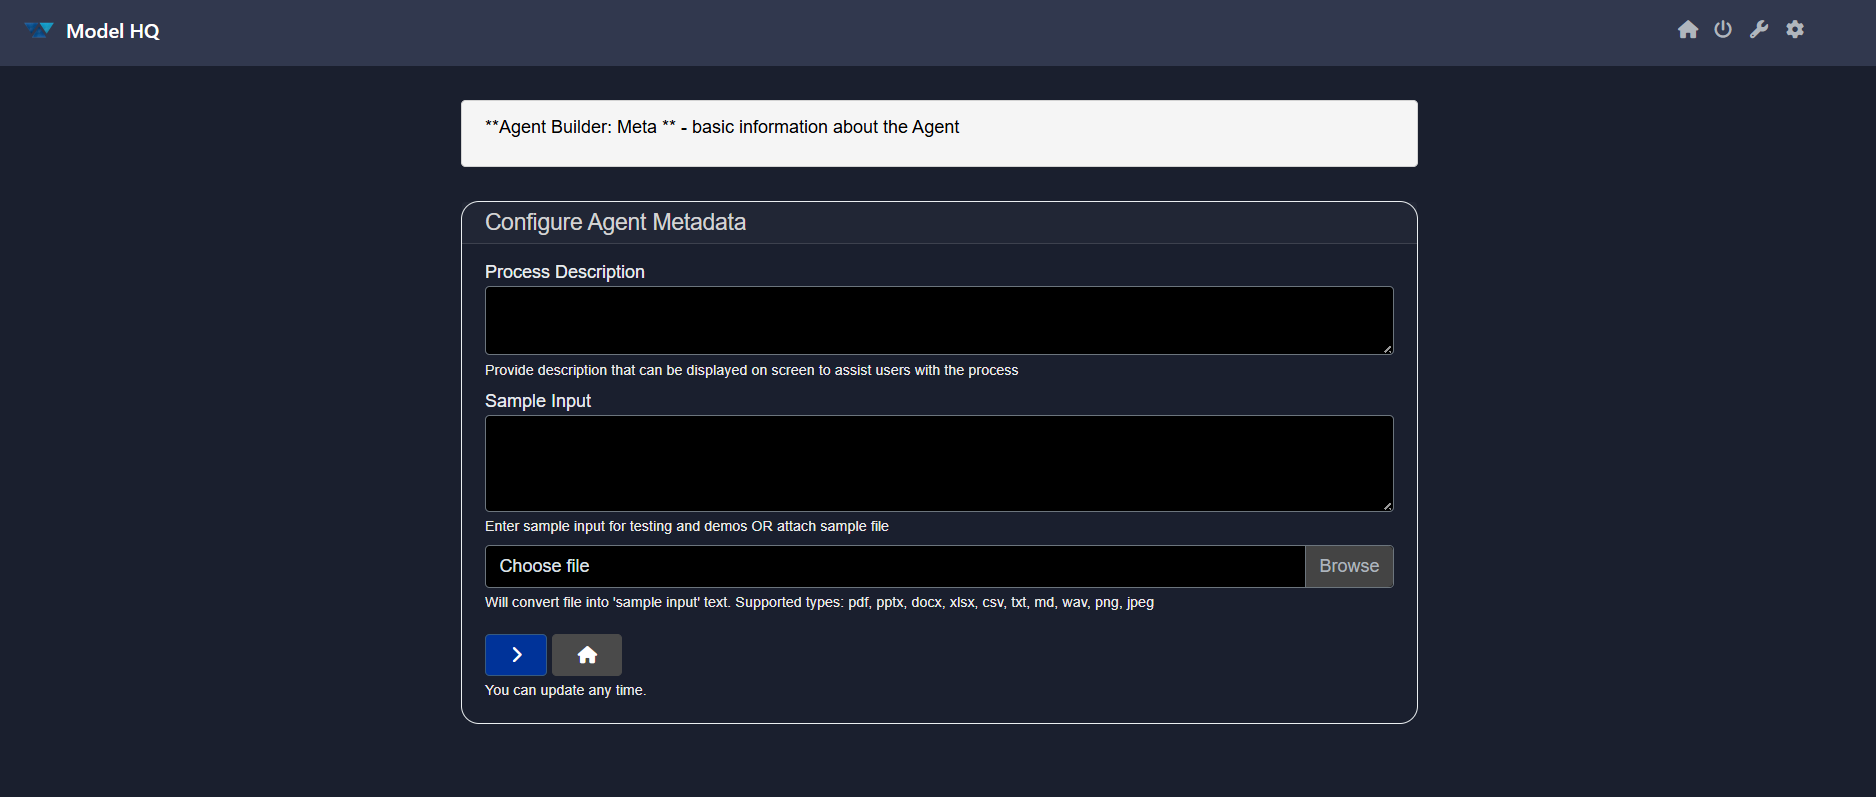 Model HQ
**Agent Builder: Meta ** - basic information about the Agent
Configure Agent Metadata
Process Description
Provide description that can be displayed on screen to assist users with the process
Sample Input
Enter sample input for testing and demos OR attach sample file
Choose file
Browse
Will convert file into 'sample input' text. Supported types: pdf, pptx, docx, xlsx, csv, txt, md, wav, png, jpeg
You can update any time.